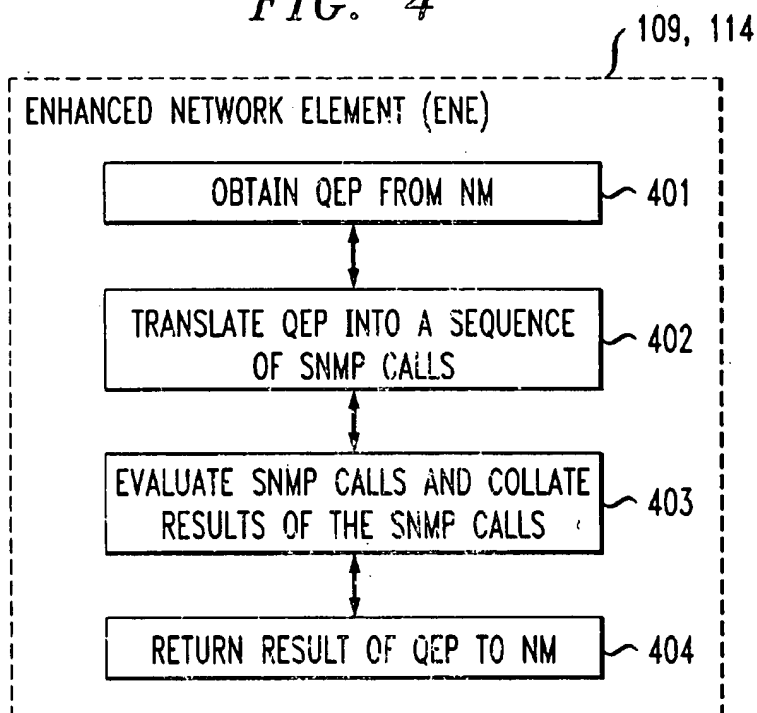 FIG. 4
109, 114
ENHANCED NETWORK ELEMENT (ENE)
OBTAIN QEP FROM NM
401
TRANSLATE QEP INTO A SEQUENCE
OF SNMP CALLS
402
EVALUATE SNMP CALLS AND COLLATE
RESULTS OF THE SNMP CALLS
403
RETURN RESULT OF QEP TO NM
404